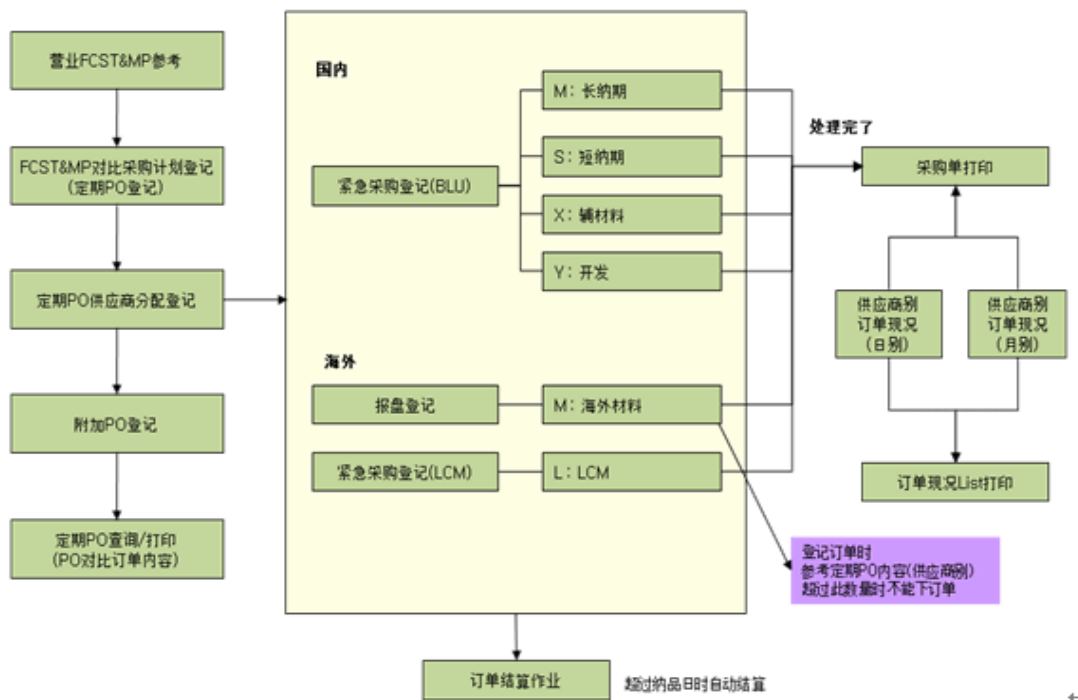 营业FCST&MP参考
FCST&MP对比采购计划登记
(定期PO登记)
定期PO供应商分配登记
附加PO登记
定期PO查询/打印
(PO对比订单内容)
国内
紧急采购登记(BLU)
M：长纳期
S：短纳期
X：辅材料
Y：开发
海外
报盘登记
M：海外材料
紧急采购登记(LCM)
L：LCM
处理完了
采购单打印
供应商别
订单现况
(日别)
供应商别
订单现况
(月别)
订单现况List打印
登记订单时
参考定期PO内容(供应商别)
超过此数量时不能下订单
订单结算作业
超过纳品日时自动结算